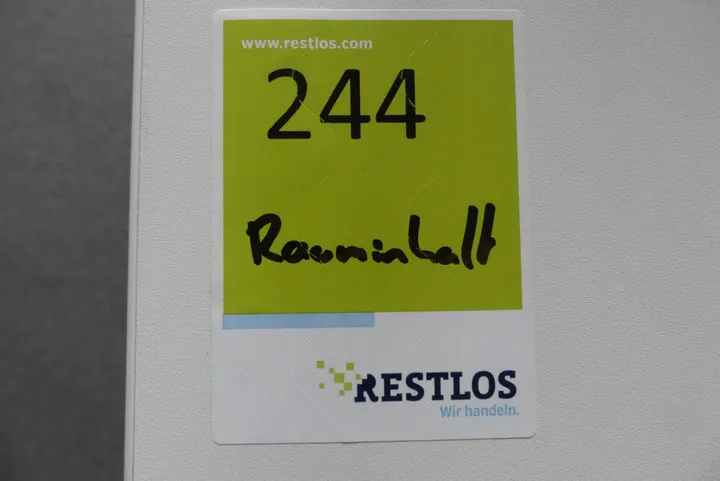 www.restlos.com
244
Rauminhalt
RESTLOS
Wir handeln.